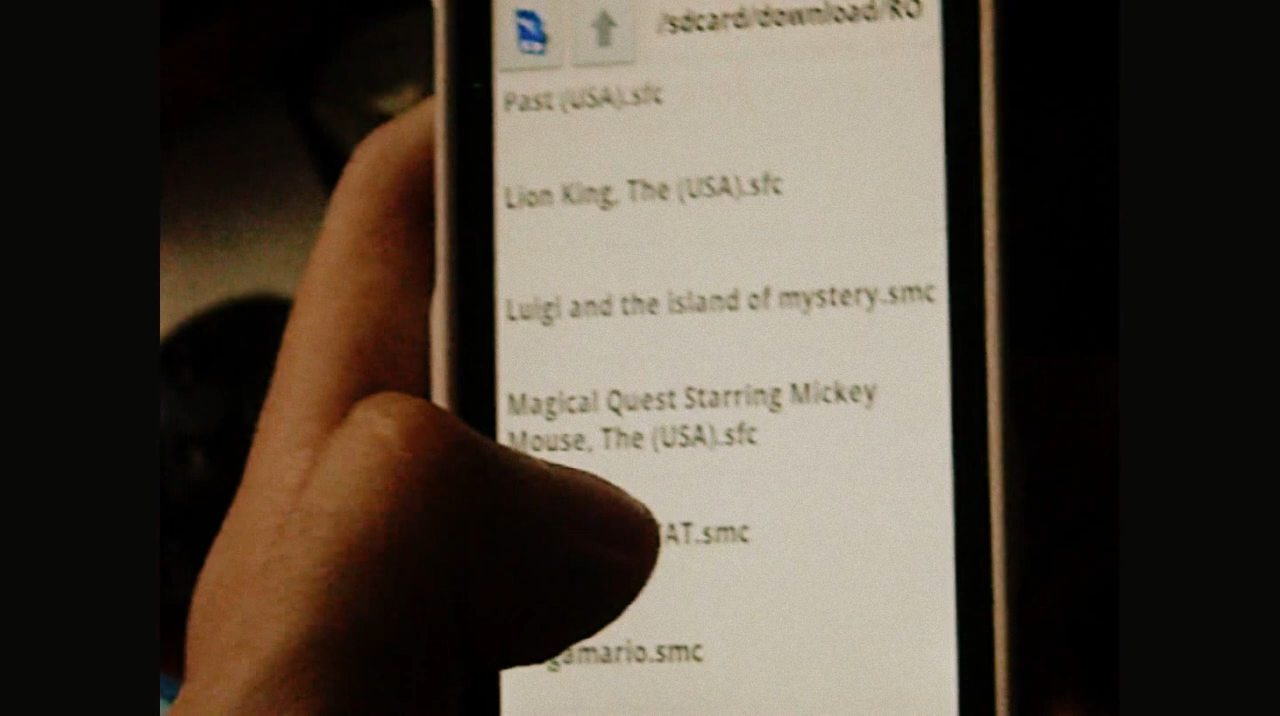 /sdcard/download/RO
Past (USA).sfc
Lion King, The (USA).sfc
Luigi and the island of mystery.smc
Magical Quest Starring Mickey
Mouse, The (USA).sfc
AT.smc
gamario.smc